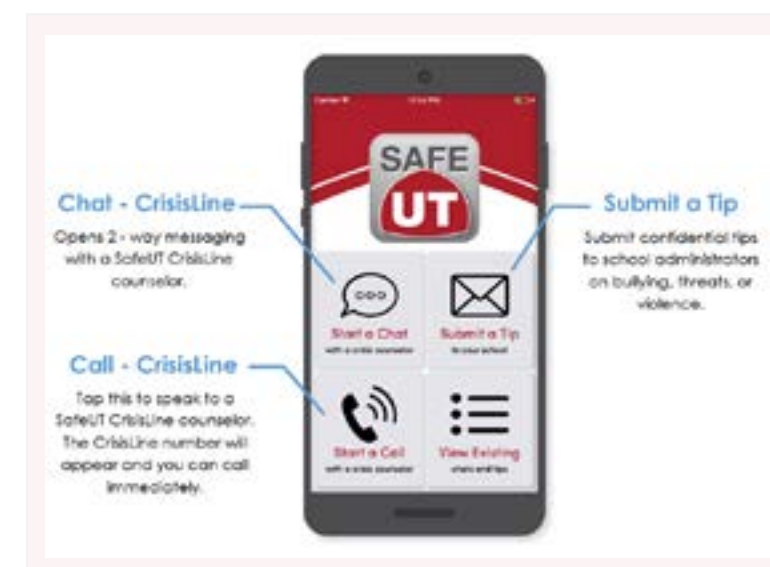 SAFE
UT
Chat - CrisisLine
Opens 2 - way messaging
with a SafeUT CrisisLine
counselor.
Submit a Tip
Submit confidential tips
to school administrators
on bullying, threats, or
violence.
Start a Chat
with a crisis counselor
Submit a Tip
to your school
Call - CrisisLine
Tap this to speak to a
SafeUT CrisisLine counselor.
The CrisisLine number will
appear and you can call
immediately.
Start a Call
with a crisis counselor
View Existing
chats and tips